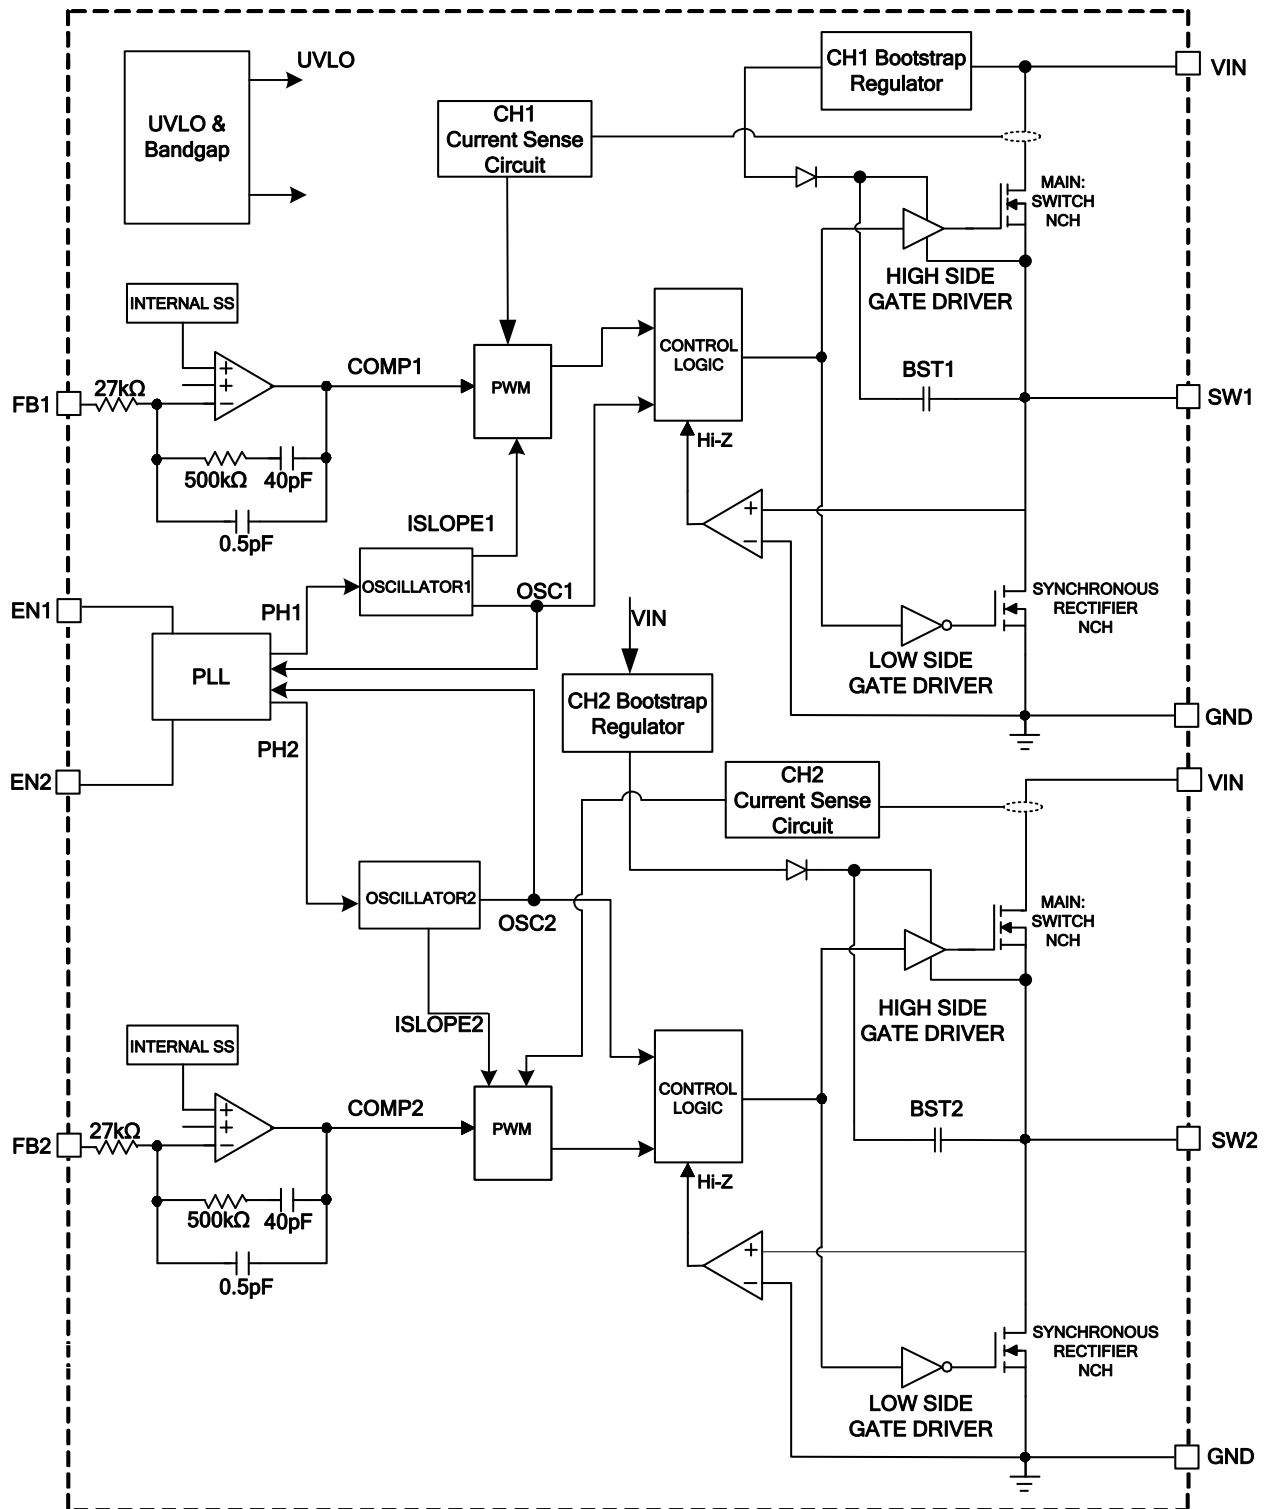 UVLO
UVLO &
Bandgap
CH1 Bootstrap
Regulator
VIN
CH1
Current Sense
Circuit
MAIN:
SWITCH
NCH
HIGH SIDE
GATE DRIVER
INTERNAL SS
+
+
−
FB1
27kΩ
COMP1
PWM
CONTROL
LOGIC
BST1
SW1
500kΩ
40pF
0.5pF
Hi-Z
+
−
ISLOPE1
OSCILLATOR1
OSC1
PH1
EN1
PLL
VIN
SYNCHRONOUS
RECTIFIER
NCH
LOW SIDE
GATE DRIVER
CH2 Bootstrap
Regulator
GND
PH2
EN2
CH2
Current Sense
Circuit
VIN
OSCILLATOR2
OSC2
MAIN:
SWITCH
NCH
HIGH SIDE
GATE DRIVER
ISLOPE2
INTERNAL SS
+
+
−
FB2
27kΩ
COMP2
PWM
CONTROL
LOGIC
BST2
SW2
500kΩ
40pF
0.5pF
Hi-Z
+
−
SYNCHRONOUS
RECTIFIER
NCH
LOW SIDE
GATE DRIVER
GND